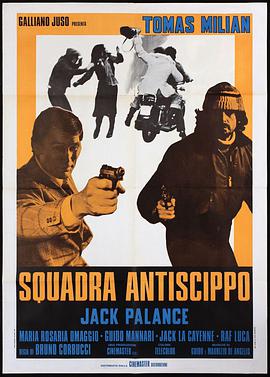 GALLIANO JUSO PRESENTA
TOMAS MILIAN
SQUADRA ANTISCIPPO
JACK PALANCE
MARIA ROSARIA OMAGGIO • GUIDO MANNARI • JACK LA CAYENNE • RAF LUCA
REGIA DI BRUNO CORBUCCI
CINEMASTER
TELECOLOR
GUIDO E MAURIZIO DE ANGELIS
CINEMASTER